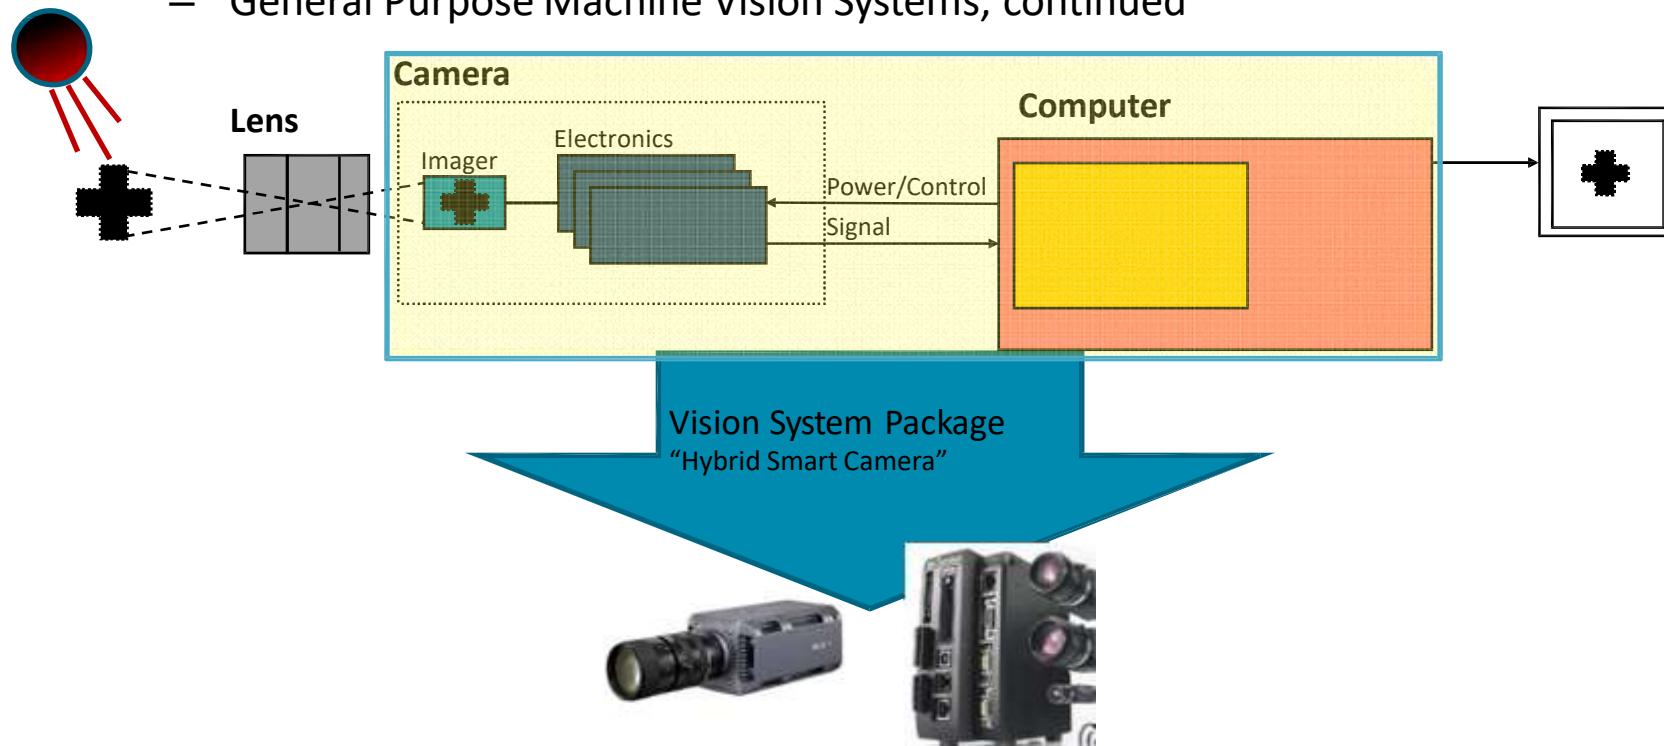 – General Purpose Machine Vision Systems, continued
Camera
Computer
Lens
Electronics
Imager
Power/Control
Signal
Vision System Package
“Hybrid Smart Camera”